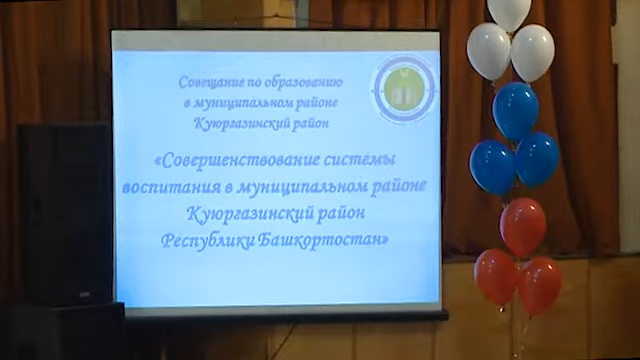 Совещание по образованию
в муниципальном районе
Куюргазинский район
«Совершенствование системы
воспитания в муниципальном районе
Куюргазинский район
Республики Башкортостан»